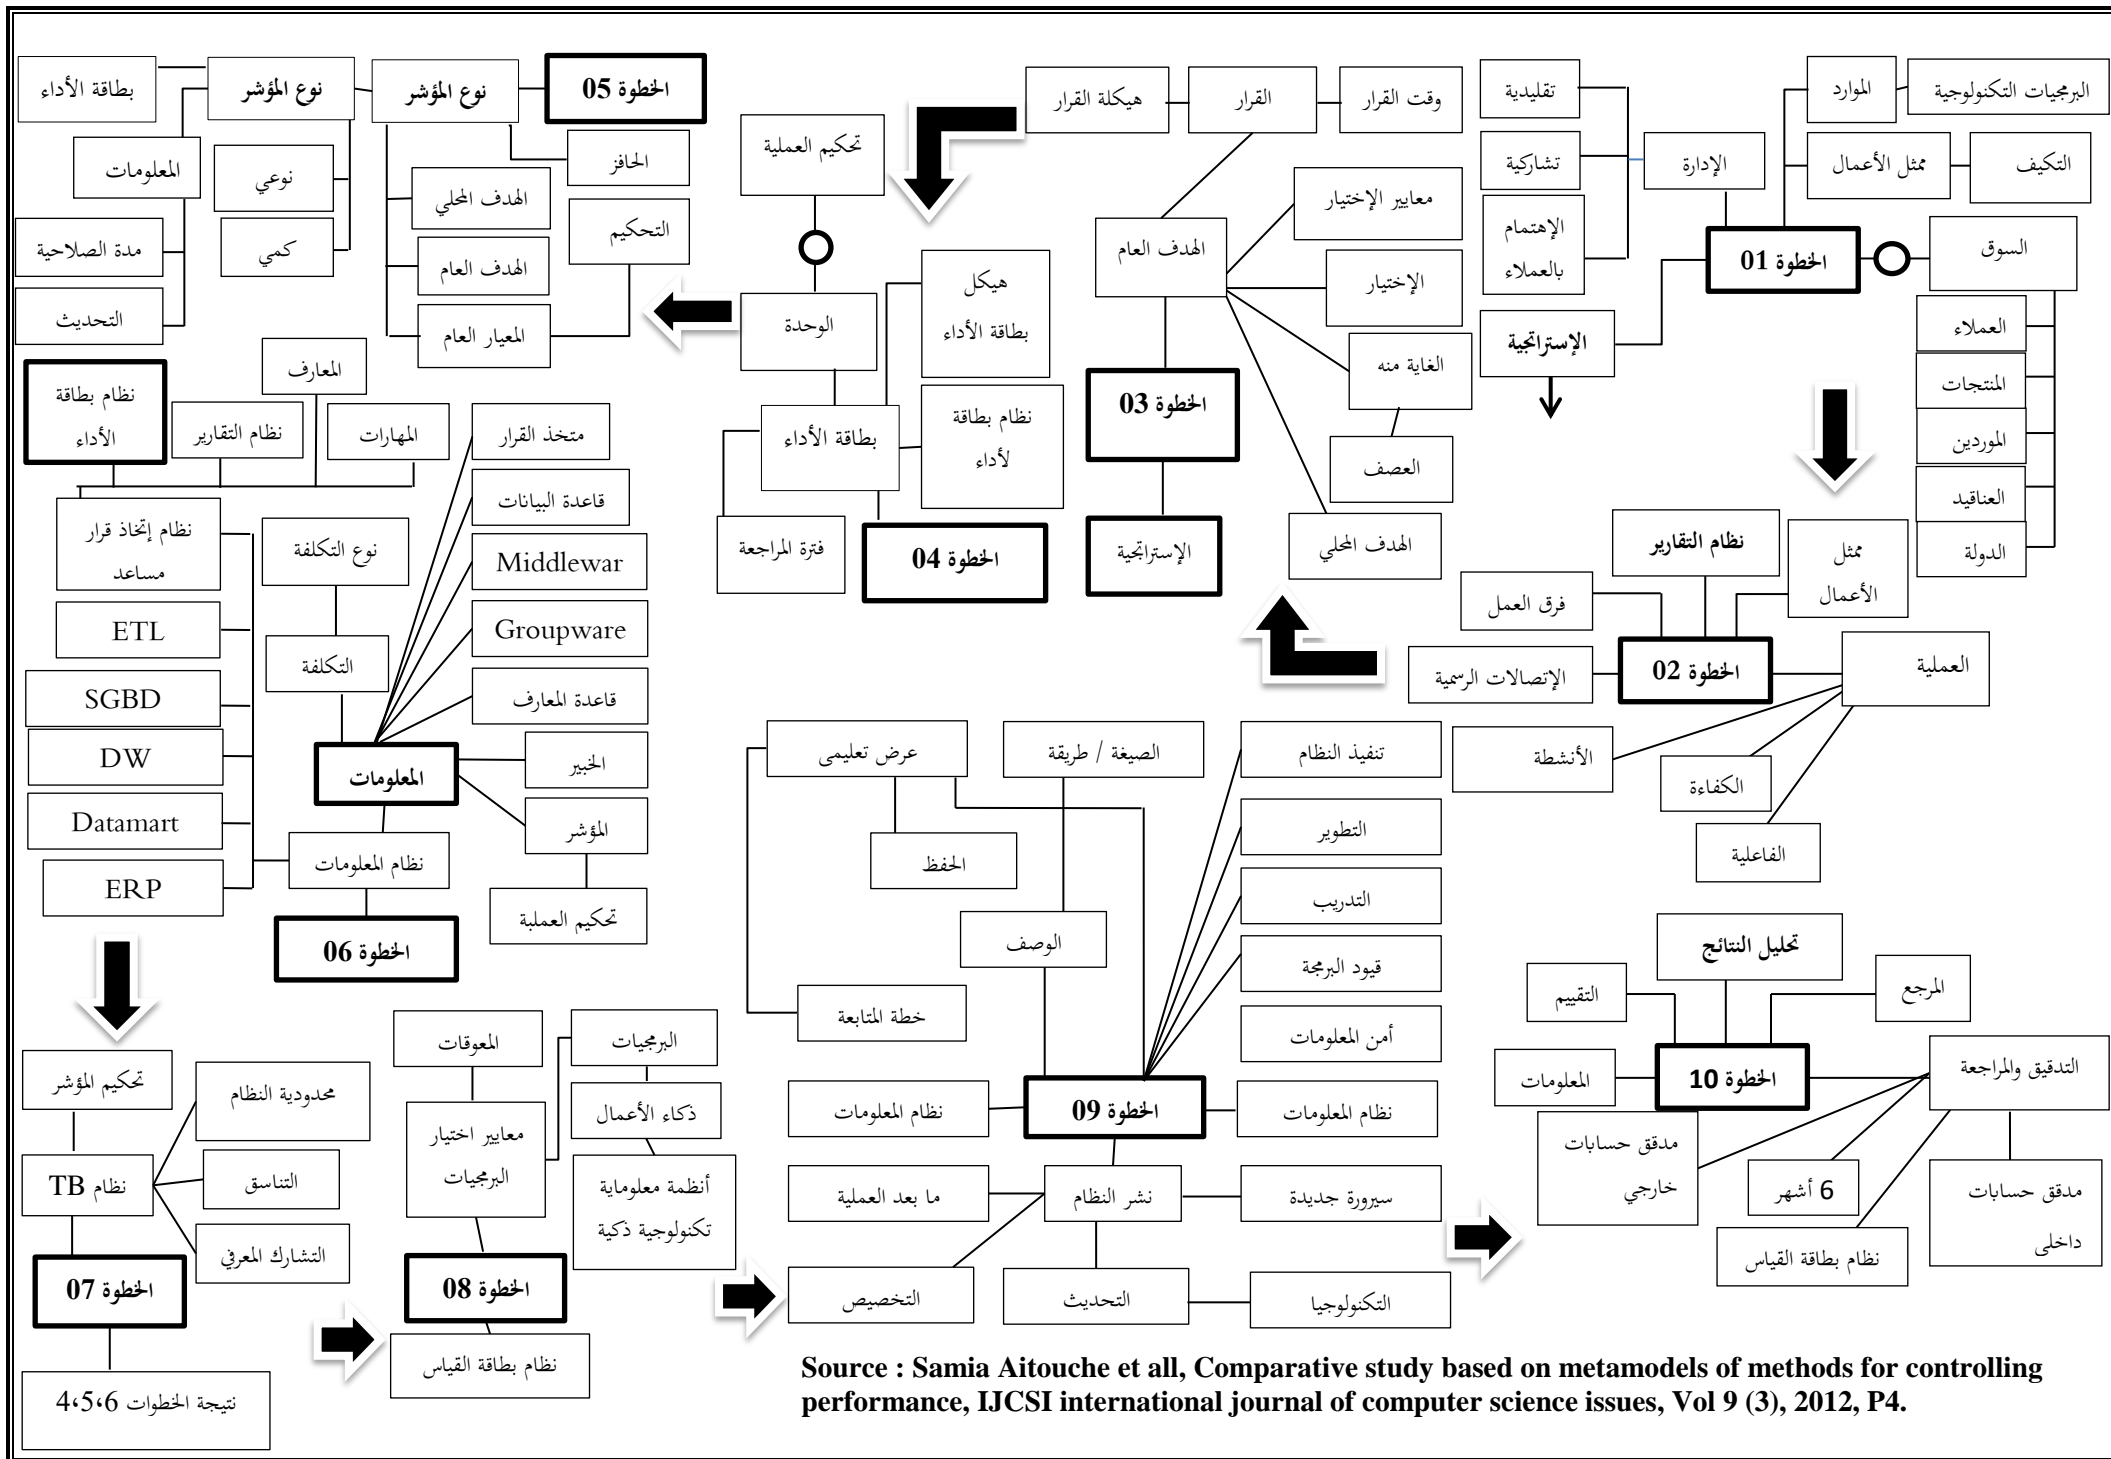 البرمجيات التكنولوجية
الموارد
التكيف
ممثل الأعمال
الإدارة
تقليدية
تشاركية
الإهتمام
بالعملاء
الخطوة 01
السوق
العملاء
المنتجات
الموردين
العناقيد
الدولة
الإستراتجية
ممثل
الأعمال
نظام التقارير
فرق العمل
الإتصالات الرسمية
الخطوة 02
العملية
الأنشطة
الكفاءة
الفاعلية
وقت القرار
القرار
هيكلة القرار
معايير الإختيار
الهدف العام
الإختيار
الغاية منه
العصف
الهدف المحلي
الخطوة 03
الإستراتجية
تحكيم العملية
الوحدة
هيكل
بطاقة الأداء
نظام بطاقة
لأداء
بطاقة الأداء
فترة المراجعة
الخطوة 04
الخطوة 05
نوع المؤشر
نوع المؤشر
بطاقة الأداء
الحافز
الهدف المحلي
التحكيم
الهدف العام
المعيار العام
نوعي
كمي
المعلومات
مدة الصلاحية
التحديث
نظام بطاقة
الأداء
المعارف
نظام التقارير
المهارات
متخذ القرار
قاعدة البيانات
Middlewar
Groupware
قاعدة المعارف
الخبير
المؤشر
تحكيم العملبة
نوع التكلفة
التكلفة
المعلومات
نظام المعلومات
الخطوة 06
نظام إتخاذ قرار
مساعد
ETL
SGBD
DW
Datamart
ERP
تحكيم المؤشر
محدودية النظام
نظام TB
التناسق
التشارك المعرفي
الخطوة 07
نتيجة الخطوات 4،5،6
المعوقات
البرمجيات
معايير اختيار
البرمجيات
ذكاء الأعمال
أنظمة معلوماية
تكنولوجية ذكية
الخطوة 08
نظام بطاقة القياس
تنفيذ النظام
الصيغة / طريقة
عرض تعليمى
التطوير
الحفظ
التدريب
الوصف
قيود البرمجة
خطة المتابعة
أمن المعلومات
نظام المعلومات
الخطوة 09
نظام المعلومات
سيرورة جديدة
نشر النظام
ما بعد العملية
التكنولوجيا
التحديث
التخصيص
تحليل النتائج
المرجع
التقييم
التدقيق والمراجعة
الخطوة 10
المعلومات
مدقق حسابات
خارجي
6 أشهر
مدقق حسابات
داخلى
نظام بطاقة القياس
Source : Samia Aitouche et all, Comparative study based on metamodels of methods for controlling
performance, IJCSI international journal of computer science issues, Vol 9 (3), 2012, P4.